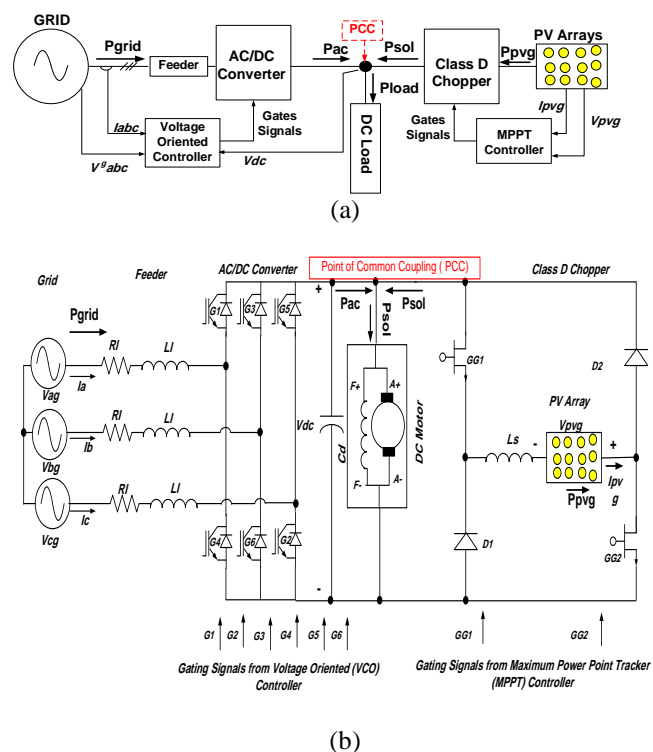 GRID
Pgrid
Feeder
AC/DC
Converter
Pac
PCC
Psol
Class D
Chopper
Ppvg
PV Arrays
Ipvg
Vpvg
Pload
DC Load
Gates
Signals
Gates
Signals
MPPT
Controller
Iabc
Voltage
Oriented
Controller
Vdc
Vgabc
(a)
Grid
Feeder
AC/DC Converter
Point of Common Coupling ( PCC)
Class D Chopper
Pgrid
G1
G3
G5
+
Pac
Psol
Psol
GG1
D2
Rl
Ll
Vag
Ia
PV Array
Vpvg
F+
A+
DC Motor
Ls
-
+
Vdc
Cd
Rl
Ll
Vbg
Ib
Ppvg
Ipv
g
Rl
Ll
F-
A-
Vcg
Ic
G4
G6
G2
D1
GG2
-
G1
G2
G3
G4
G5
G6
GG1
GG2
Gating Signals from Voltage Oriented (VCO)
Controller
Gating Signals from Maximum Power Point Tracker
(MPPT) Controller
(b)